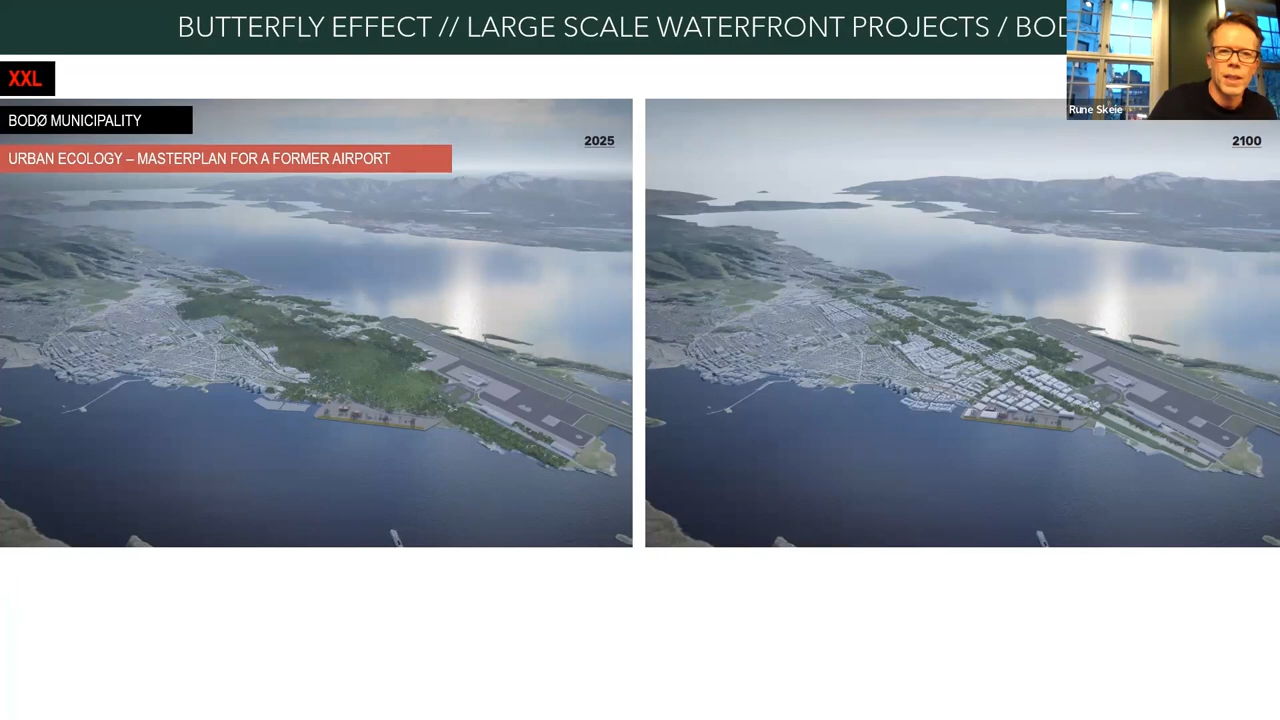 BUTTERFLY EFFECT // LARGE SCALE WATERFRONT PROJECTS / BOD
Rune Skeie
XXL
BODØ MUNICIPALITY
URBAN ECOLOGY – MASTERPLAN FOR A FORMER AIRPORT
2025
2100